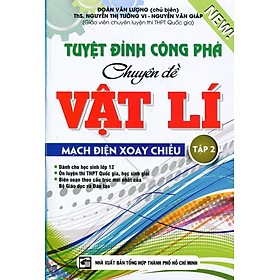 ĐOÀN VĂN LƯỢNG (chủ biên)
ThS. NGUYỄN THỊ TƯỜNG VI - NGUYỄN VĂN GIÁP
(Giáo viên chuyên luyện thi THPT Quốc gia)
NEW!
TUYỆT ĐỈNH CÔNG PHÁ
Chuyên đề
VẬT LÍ
MẠCH ĐIỆN XOAY CHIỀU TẬP 2
• Dành cho học sinh lớp 12
• Ôn luyện thi THPT Quốc gia, học sinh giỏi
• Biên soạn theo cấu trúc mới nhất của
Bộ Giáo dục và Đào tạo
NHÀ XUẤT BẢN TỔNG HỢP THÀNH PHỐ HỒ CHÍ MINH